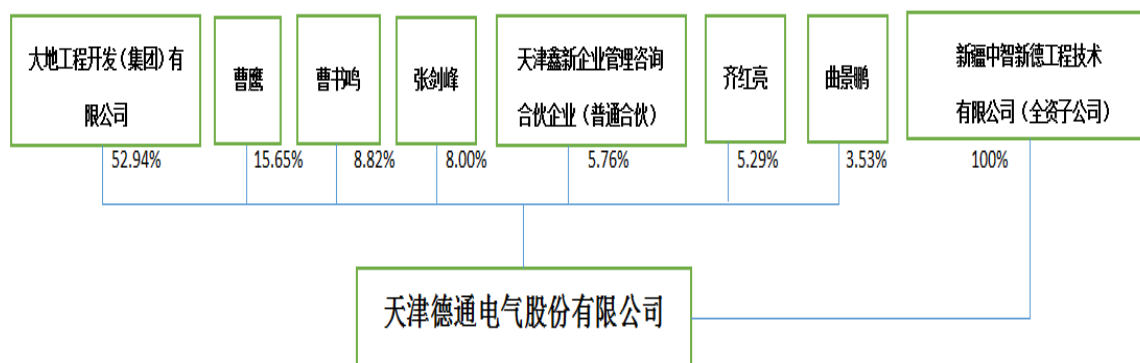 大地工程开发(集团)有
限公司
曹鹰
曹书鸣
张剑峰
天津鑫新企业管理咨询
合伙企业(普通合伙)
齐红亮
曲景鹏
新疆中智新德工程技术
有限公司(全资子公司)
52.94%
15.65%
8.82%
8.00%
5.76%
5.29%
3.53%
100%
天津德通电气股份有限公司